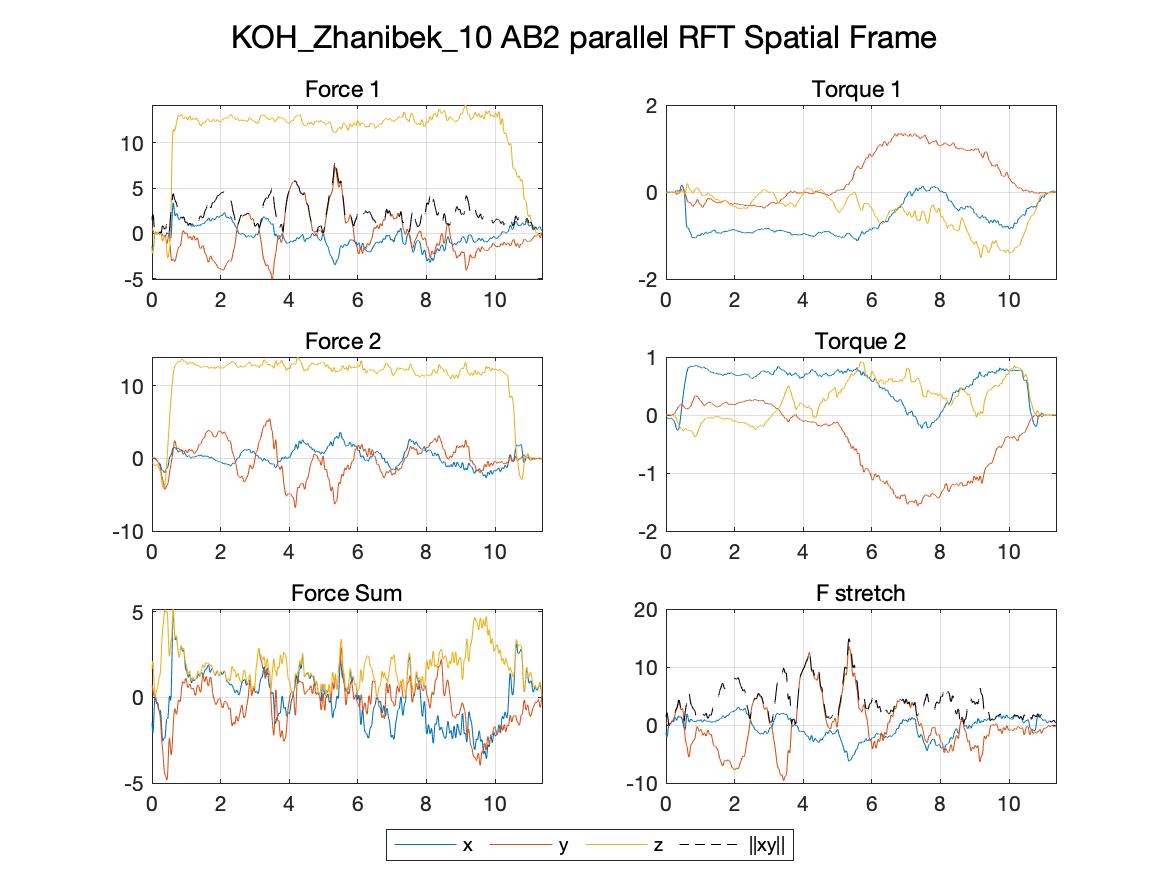 KOH_Zhanibek_10 AB2 parallel RFT Spatial Frame
Force 1
10
5
0
-5
0 2 4 6 8 10
Torque 1
2
0
-2
0 2 4 6 8 10
Force 2
10
0
-10
0 2 4 6 8 10
Torque 2
1
0
-1
-2
0 2 4 6 8 10
Force Sum
5
0
-5
0 2 4 6 8 10
F stretch
20
10
0
-10
0 2 4 6 8 10
x y z ||xy||